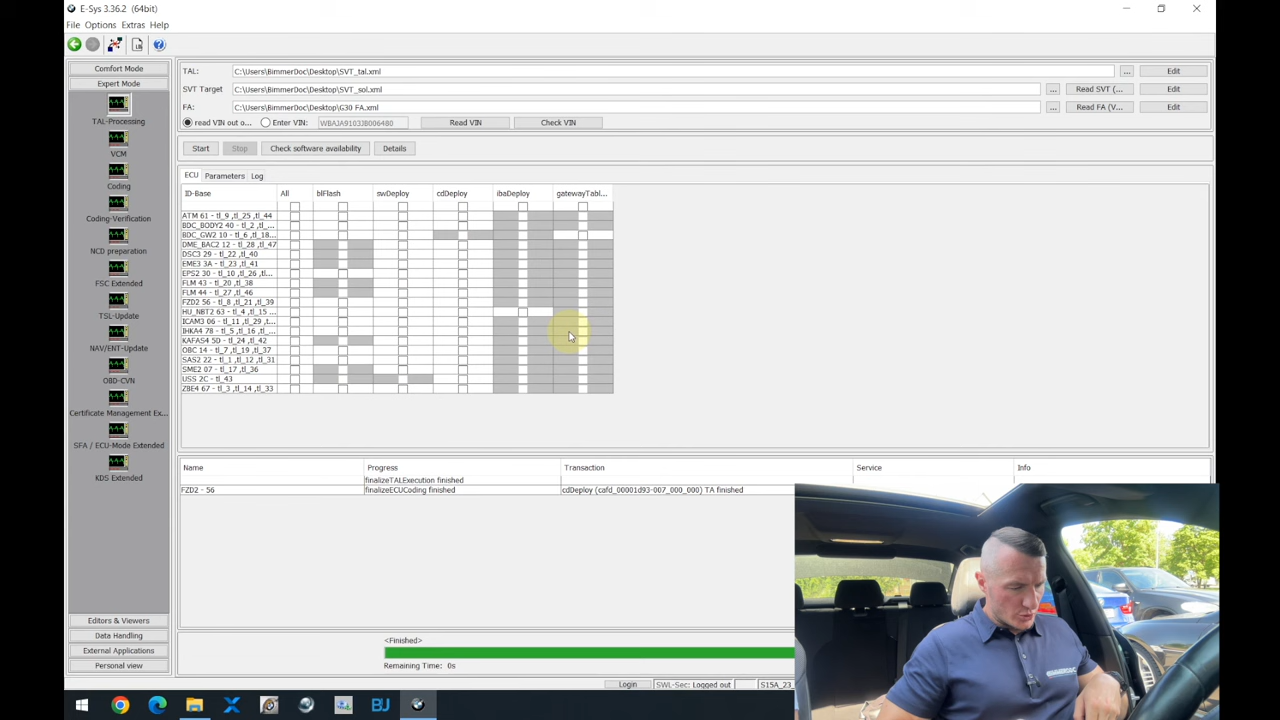 E-Sys 3.36.2 (64bit)
File Options Extras Help
Comfort Mode
Expert Mode
TAL-Processing
VCM
Coding
Coding-Verification
NCD preparation
FSC Extended
TSL-Update
NAV/ENT-Update
OBD-CVN
Certificate Management Ex...
SFA / ECU-Mode Extended
KDS Extended
Editors & Viewers
Data Handling
External Applications
Personal view
TAL: C:\Users\BimmerDoc\Desktop\SVT_tal.xml ... Edit
SVT Target C:\Users\BimmerDoc\Desktop\SVT_sol.xml ... Read SVT (... Edit
FA: C:\Users\BimmerDoc\Desktop\G30 FA.xml ... Read FA (V... Edit
read VIN out o... Enter VIN: WBAJA9103JB006480 Read VIN Check VIN
Start Stop Check software availability Details
ECU Parameters Log
ID-Base All blFlash swDeploy cdDeploy ibaDeploy gatewayTabl...
ATM 61 - tl_9 ,tl_25 ,tl_44
BDC_BODY2 40 - tl_2 ,tl_...
BDC_GW2 10 - tl_6 ,tl_18...
DME_BAC2 12 - tl_28 ,tl_47
DSC3 29 - tl_22 ,tl_40
EME3 3A - tl_23 ,tl_41
EPS2 30 - tl_10 ,tl_26 ,...
FLM 43 - tl_20 ,tl_38
FLM 44 - tl_27 ,tl_46
FZD2 56 - tl_8 ,tl_21 ,tl_39
HU_NBT2 63 - tl_4 ,tl_15 ...
ICAM3 06 - tl_11 ,tl_29 ,t...
IHKA4 78 - tl_5 ,tl_16 ,tl_...
KAFAS4 5D - tl_24 ,tl_42
OBC 14 - tl_7 ,tl_19 ,tl_37
SAS2 22 - tl_1 ,tl_12 ,tl_31
SME2 07 - tl_17 ,tl_36
USS 2C - tl_43
ZBE4 67 - tl_3 ,tl_14 ,tl_33
Name Progress Transaction Service Info
finalizeTALExecution finished
FZD2 - 56 finalizeECUCoding finished cdDeploy (cafd_00001d93-007_000_000) TA finished
<Finished>
Remaining Time: 0s
Login SWL-Sec: Logged out S15A_23_
BJ